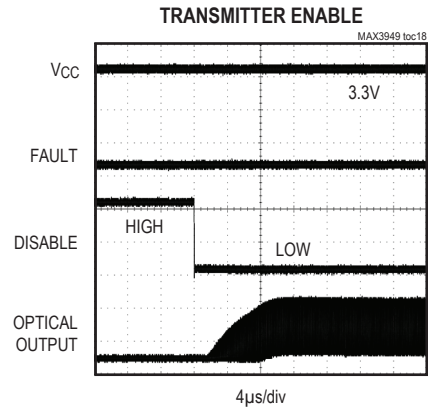 TRANSMITTER ENABLE
MAX3949 toc18
VCC
3.3V
FAULT
HIGH
DISABLE
LOW
OPTICAL
OUTPUT
4µs/div